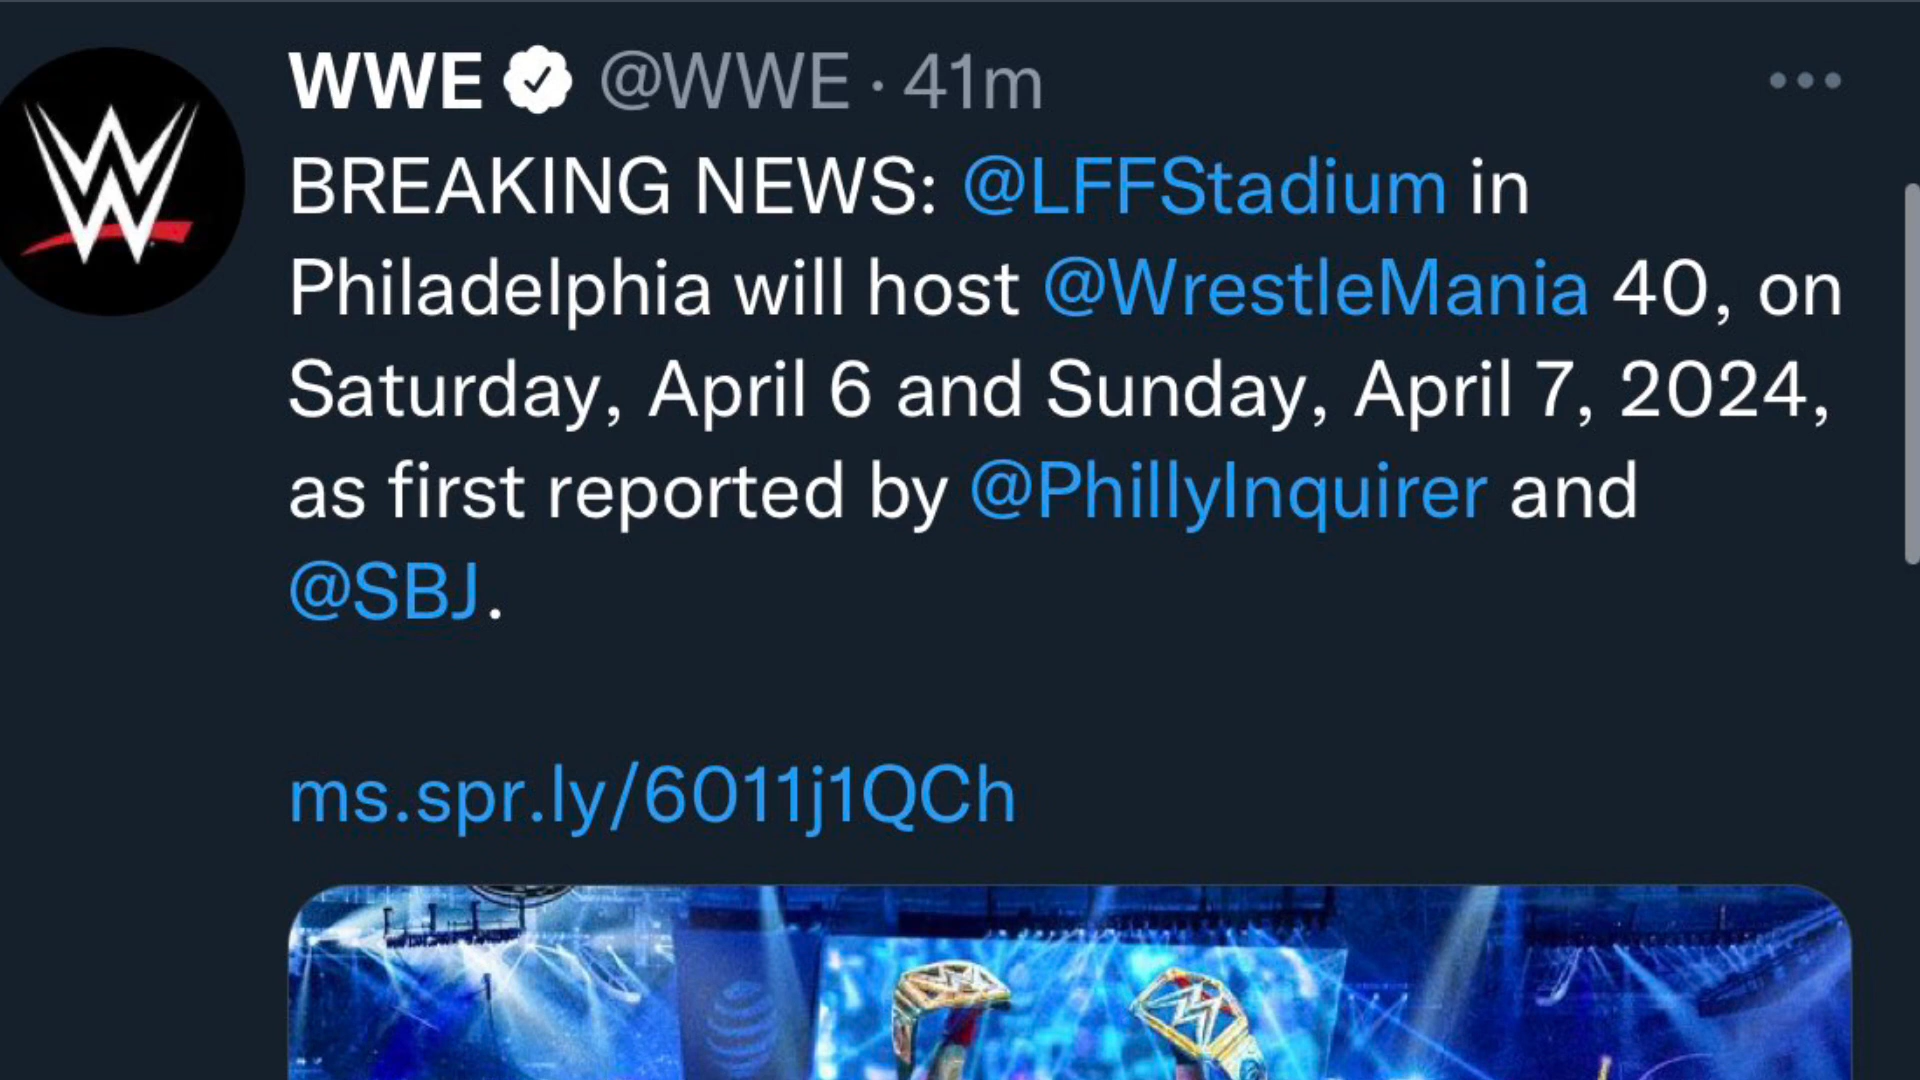 WWE @WWE · 41m
BREAKING NEWS: @LFFStadium in
Philadelphia will host @WrestleMania 40, on
Saturday, April 6 and Sunday, April 7, 2024,
as first reported by @PhillyInquirer and
@SBJ.
ms.spr.ly/6011j1QCh